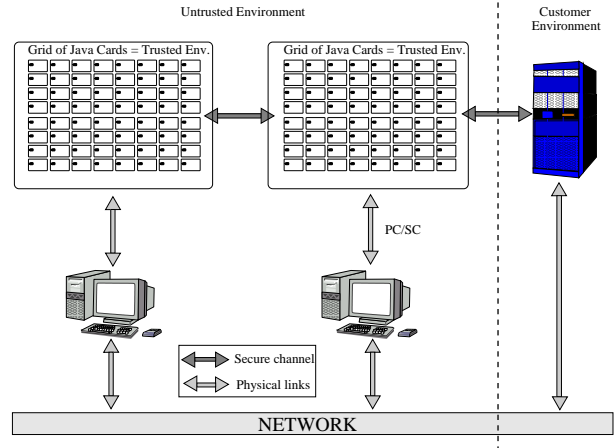 Untrusted Environment
Customer
Environment
Grid of Java Cards = Trusted Env.
Grid of Java Cards = Trusted Env.
PC/SC
Secure channel
Physical links
NETWORK